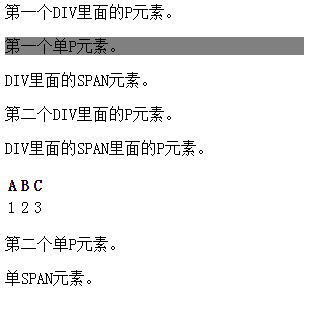 第一个DIV里面的P元素。
第一个单P元素。
DIV里面的SPAN元素。
第二个DIV里面的P元素。
DIV里面的SPAN里面的P元素。
A B C
1 2 3
第二个单P元素。
单SPAN元素。